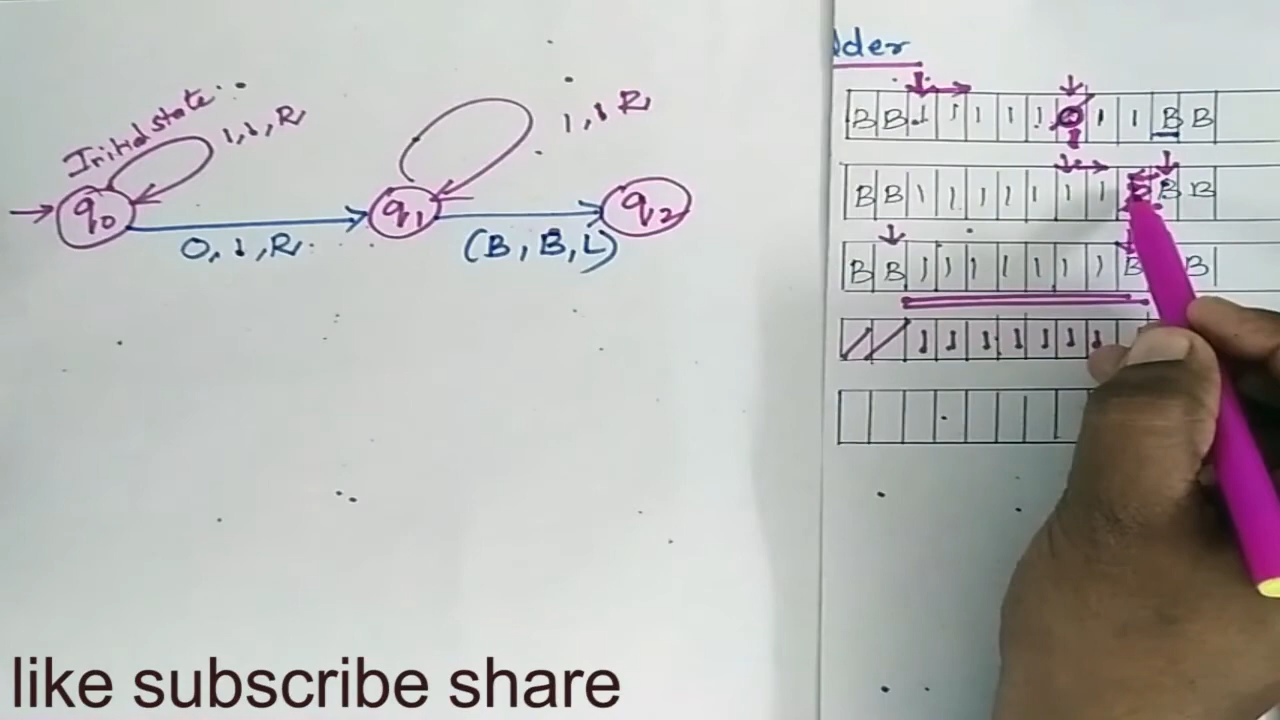 Initial state
1, 1, R
1, 1 R
q0
q1
q2
0, 1, R
(B, B, L)
dder
B B 1 1 1 1 1 0 1 1 B B
1
B B 1 1 1 1 1 1 1 B B B
B B 1 1 1 1 1 1 1 B B
1 1 1 1 1 1 1
like subscribe share